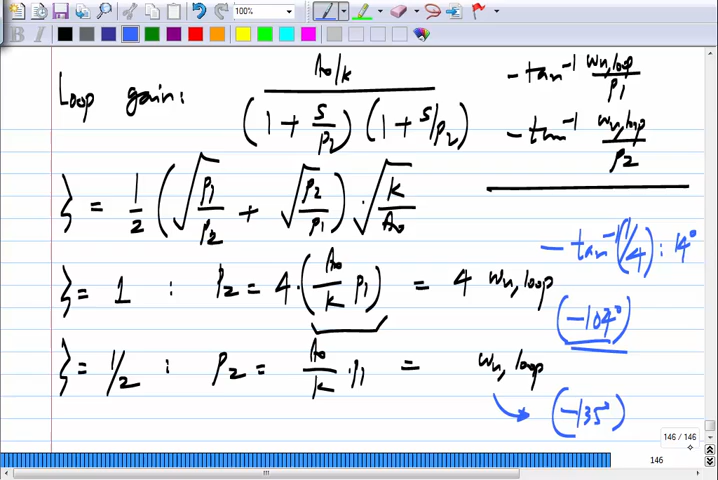 100%
B I
Loop gain: A₀/k / (1 + s/p₂) (1 + s/p₂)
-tan⁻¹ ωu,loop/p₁
-tan⁻¹ ωu,loop/p₂
ζ = 1/2 (√(p₁/p₂) + √(p₂/p₁)) · √(k/A₀)
-tan⁻¹(1/4) : 14°
ζ = 1 : p₂ = 4·(A₀/k p₁) = 4 ωu,loop
(-104°)
ζ = 1/2 : p₂ = A₀/k · p₁ = ωu,loop
(-135°)
146 / 146
146